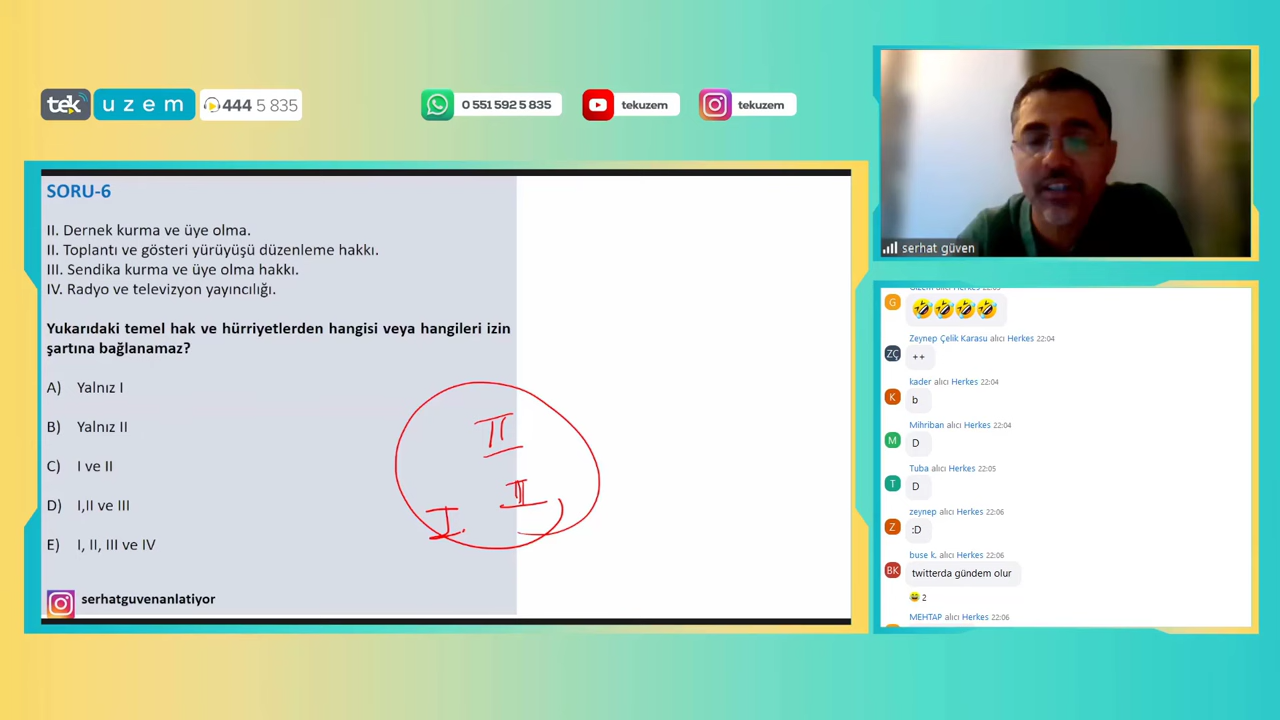 tek uzem 444 5 835
0 551 592 5 835
tekuzem
tekuzem
SORU-6
II. Dernek kurma ve üye olma.
II. Toplantı ve gösteri yürüyüşü düzenleme hakkı.
III. Sendika kurma ve üye olma hakkı.
IV. Radyo ve televizyon yayıncılığı.
Yukarıdaki temel hak ve hürriyetlerden hangisi veya hangileri izin
şartına bağlanamaz?
A) Yalnız I
B) Yalnız II
C) I ve II
D) I,II ve III
E) I, II, III ve IV
II
II
I.
serhatguvenanlatiyor
serhat güven
G
Zeynep Çelik Karasu alıcı Herkes 22:04
ZÇ ++
kader alıcı Herkes 22:04
K b
Mihriban alıcı Herkes 22:04
M D
Tuba alıcı Herkes 22:05
T D
zeynep alıcı Herkes 22:06
Z :D
buse k. alıcı Herkes 22:06
BK twitterda gündem olur
2
MEHTAP alıcı Herkes 22:06